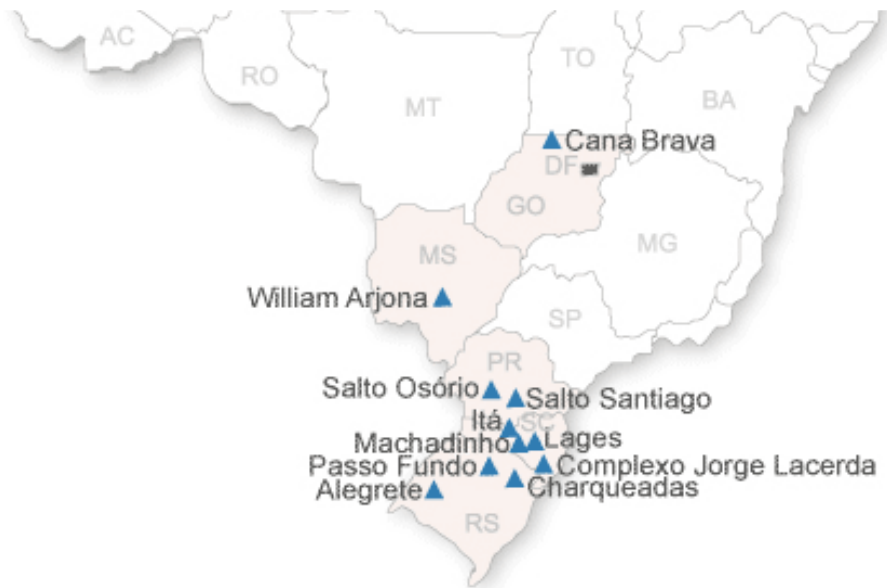 AC
RO
MT
TO
BA
Cana Brava
DF
GO
MG
MS
William Arjona
SP
PR
Salto Osório
Salto Santiago
Itá
SC
Machadinho
Lages
Passo Fundo
Complexo Jorge Lacerda
Alegrete
Charqueadas
RS